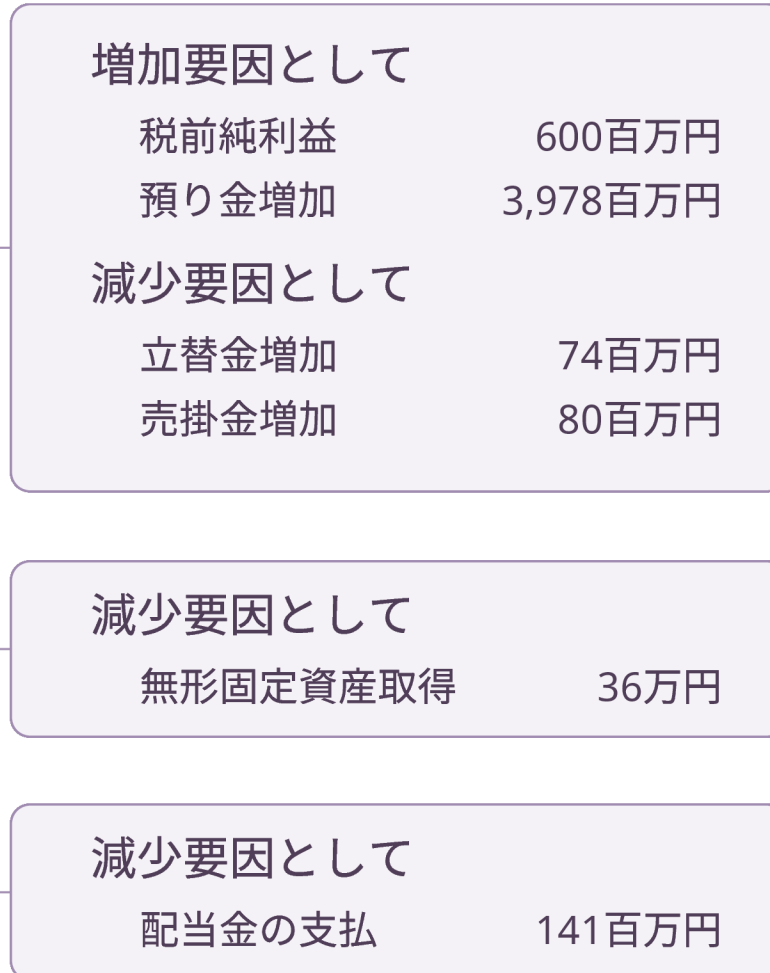 増加要因として
税前純利益 600百万円
預り金増加 3,978百万円
減少要因として
立替金増加 74百万円
売掛金増加 80百万円
減少要因として
無形固定資産取得 36万円
減少要因として
配当金の支払 141百万円